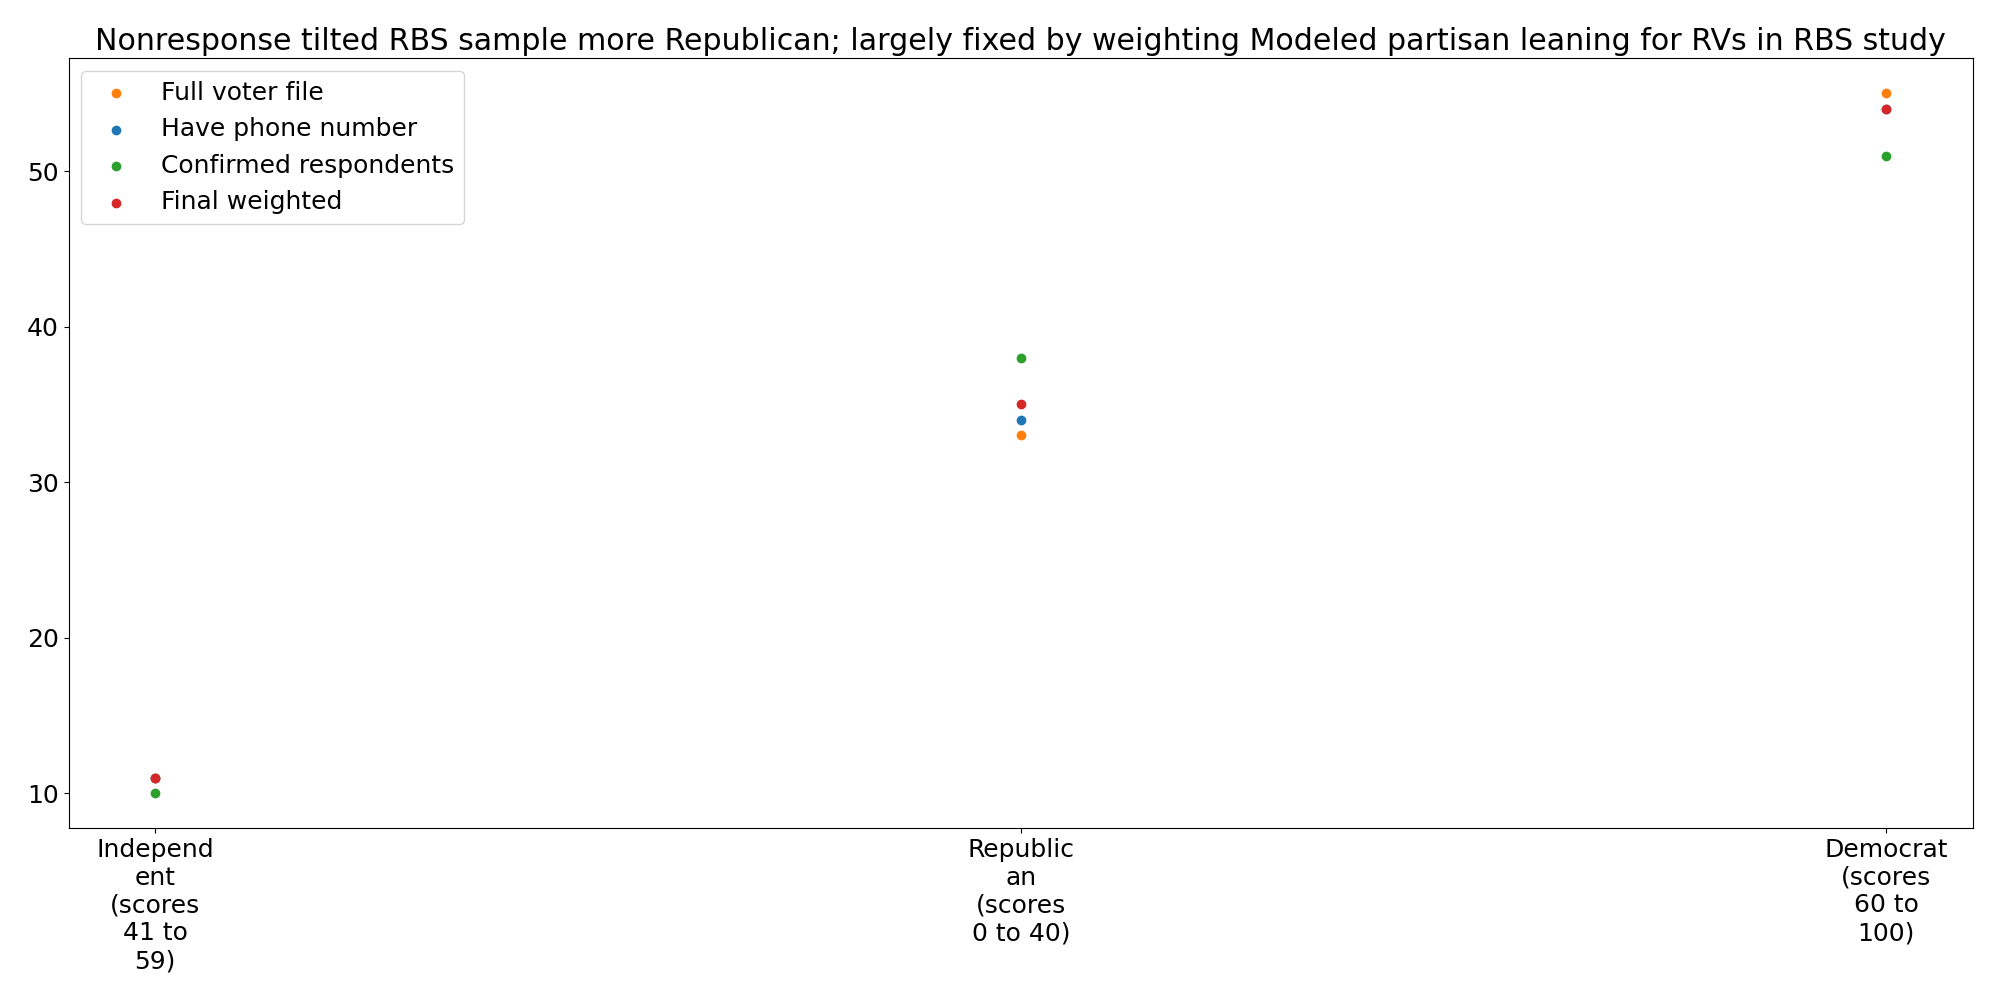 Nonresponse tilted RBS sample more Republican; largely fixed by weighting Modeled partisan leaning for RVs in RBS study
Full voter file
Have phone number
Confirmed respondents
Final weighted
50
40
30
20
10
Independ
ent
(scores
41 to
59)
Republic
an
(scores
0 to 40)
Democrat
(scores
60 to
100)